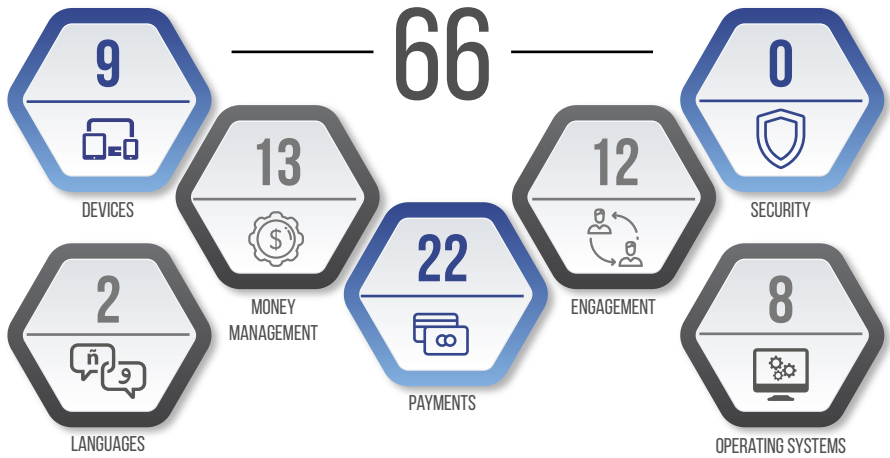 66
9
DEVICES
13
MONEY
MANAGEMENT
22
PAYMENTS
12
ENGAGEMENT
0
SECURITY
2
ñ
و
LANGUAGES
$
8
OPERATING SYSTEMS